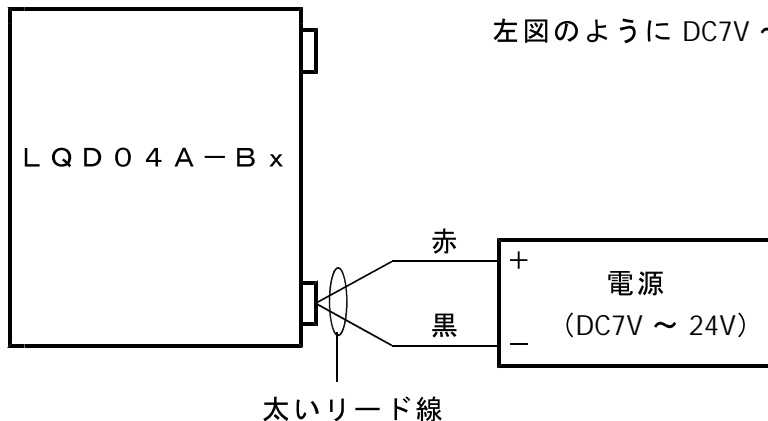 左図のように DC7V ～
ＬＱＤ０４Ａ－Ｂｘ
赤
+
電源
黒
（DC7V ～ 24V）
－
太いリード線